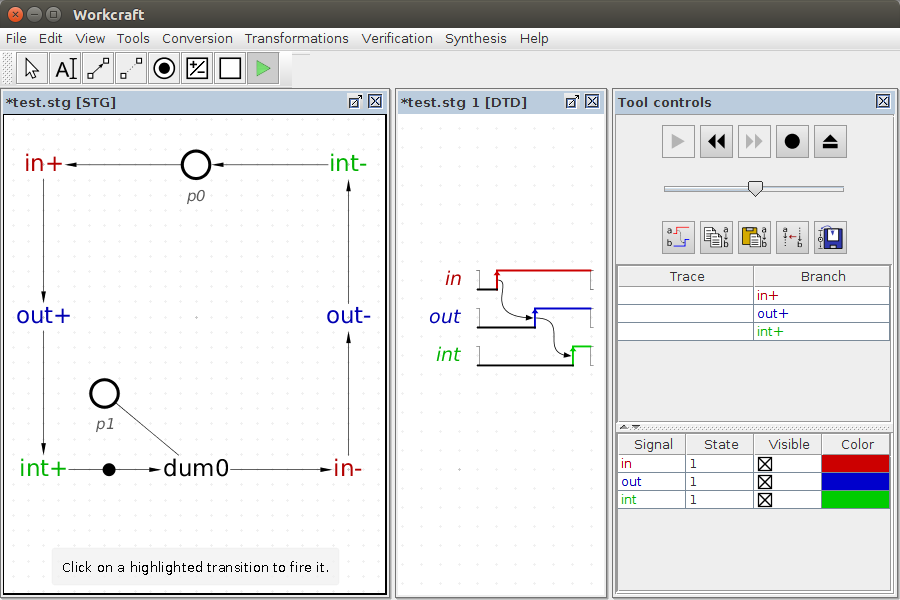 Workcraft
File Edit View Tools Conversion Transformations Verification Synthesis Help
*test.stg [STG]
in+
int-
p0
out+
out-
p1
int+
dum0
in-
Click on a highlighted transition to fire it.
*test.stg 1 [DTD]
in
out
int
Tool controls
Trace Branch
in+
out+
int+
Signal State Visible Color
in 1
out 1
int 1